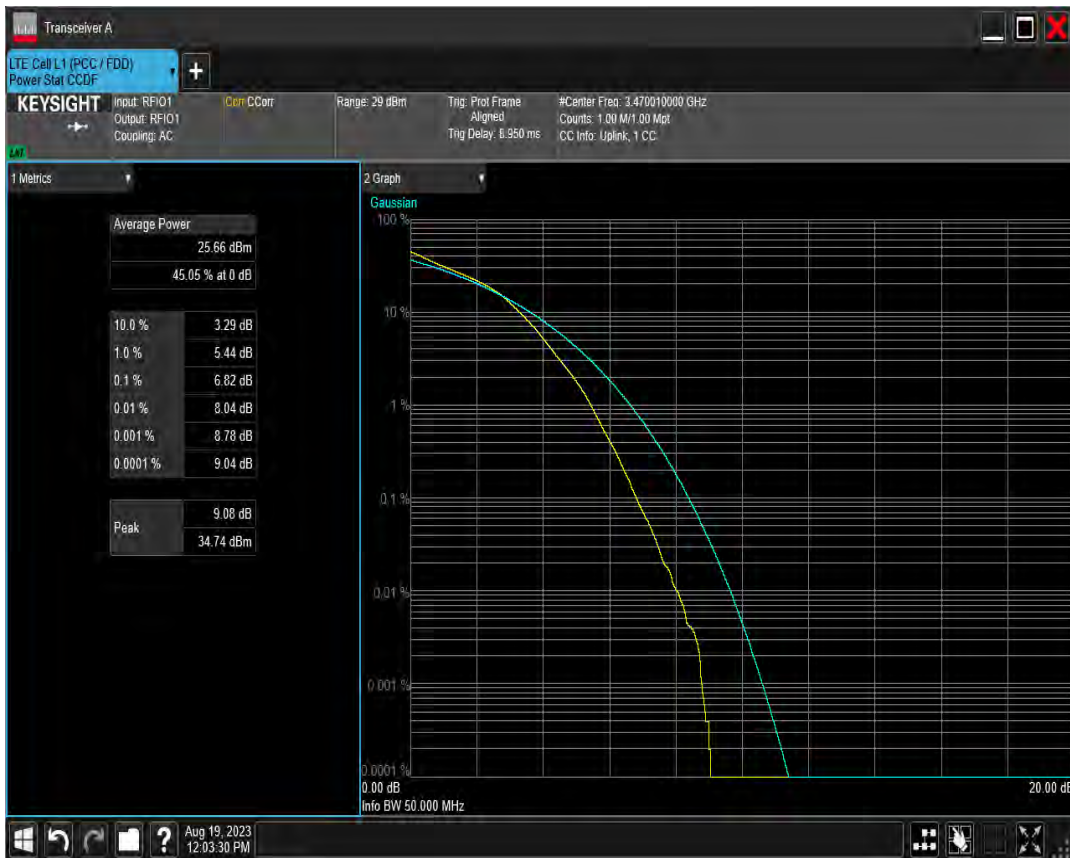 Transceiver A
LTE Cell L1 (PCC / FDD)
Power Stat CCDF
KEYSIGHT
Input: RFIO1
Output: RFIO1
Coupling: AC
Corr CCorr
Range: 29 dBm
Trig: Prot Frame
Aligned
Trig Delay: 8.950 ms
#Center Freq: 3.470010000 GHz
Counts: 1.00 M/1.00 Mpt
CC Info: Uplink, 1 CC
1 Metrics
Average Power
25.66 dBm
45.05 % at 0 dB
10.0 % 3.29 dB
1.0 % 5.44 dB
0.1 % 6.82 dB
0.01 % 8.04 dB
0.001 % 8.78 dB
0.0001 % 9.04 dB
Peak
9.08 dB
34.74 dBm
2 Graph
Gaussian
100 %
10 %
1 %
0.1 %
0.01 %
0.001 %
0.0001 %
0.00 dB
20.00 dB
Info BW 50.000 MHz
Aug 19, 2023
12:03:30 PM